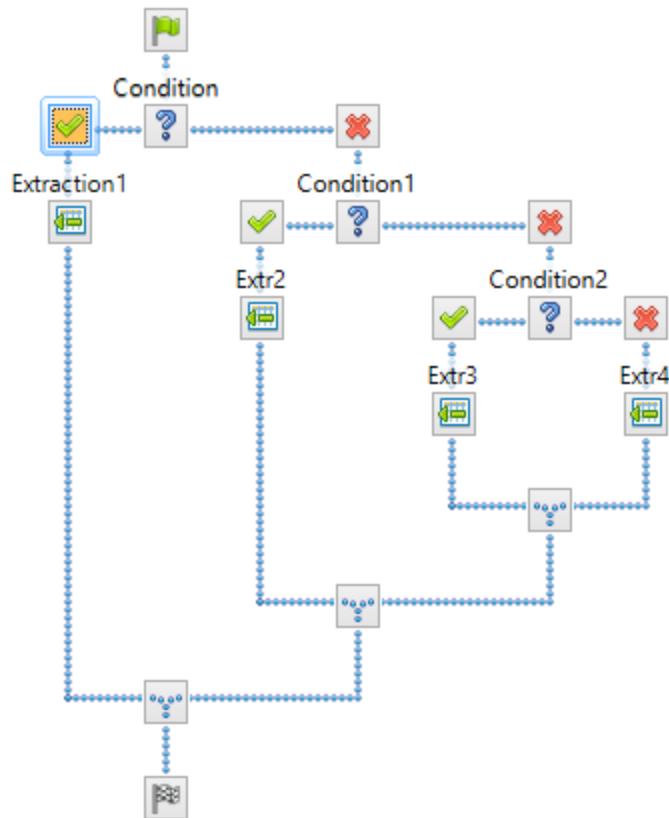 Condition
Extraction1
Condition1
Extr2
Condition2
Extr3
Extr4